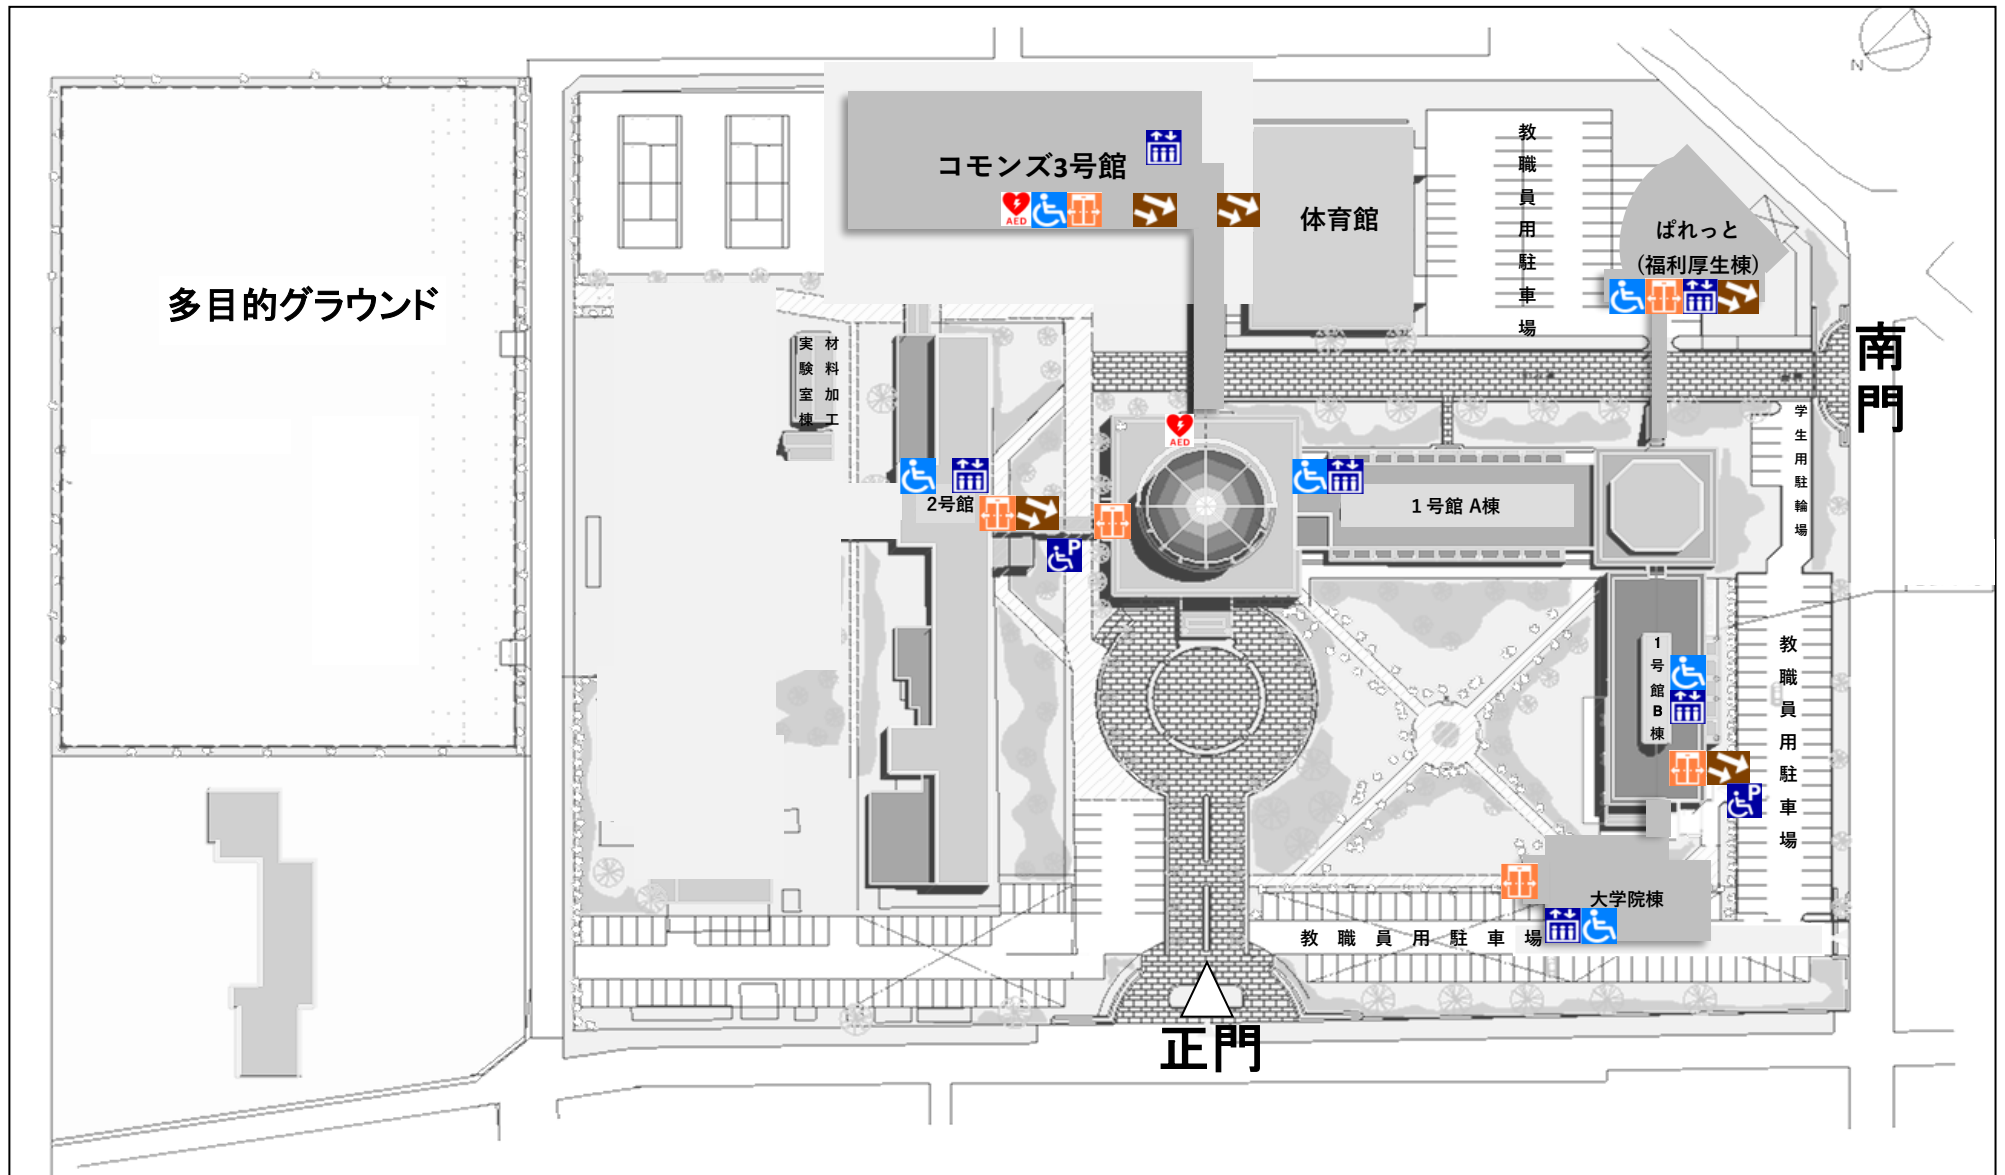 N
コモンズ3号館
AED
体育館
教職員用駐車場
ぱれっと
(福利厚生棟)
多目的グラウンド
南門
材料加工
実験室棟
学生用駐輪場
AED
2号館
1号館 A棟
P
1号館B棟
教職員用駐車場
P
大学院棟
教職員用駐車場
正門